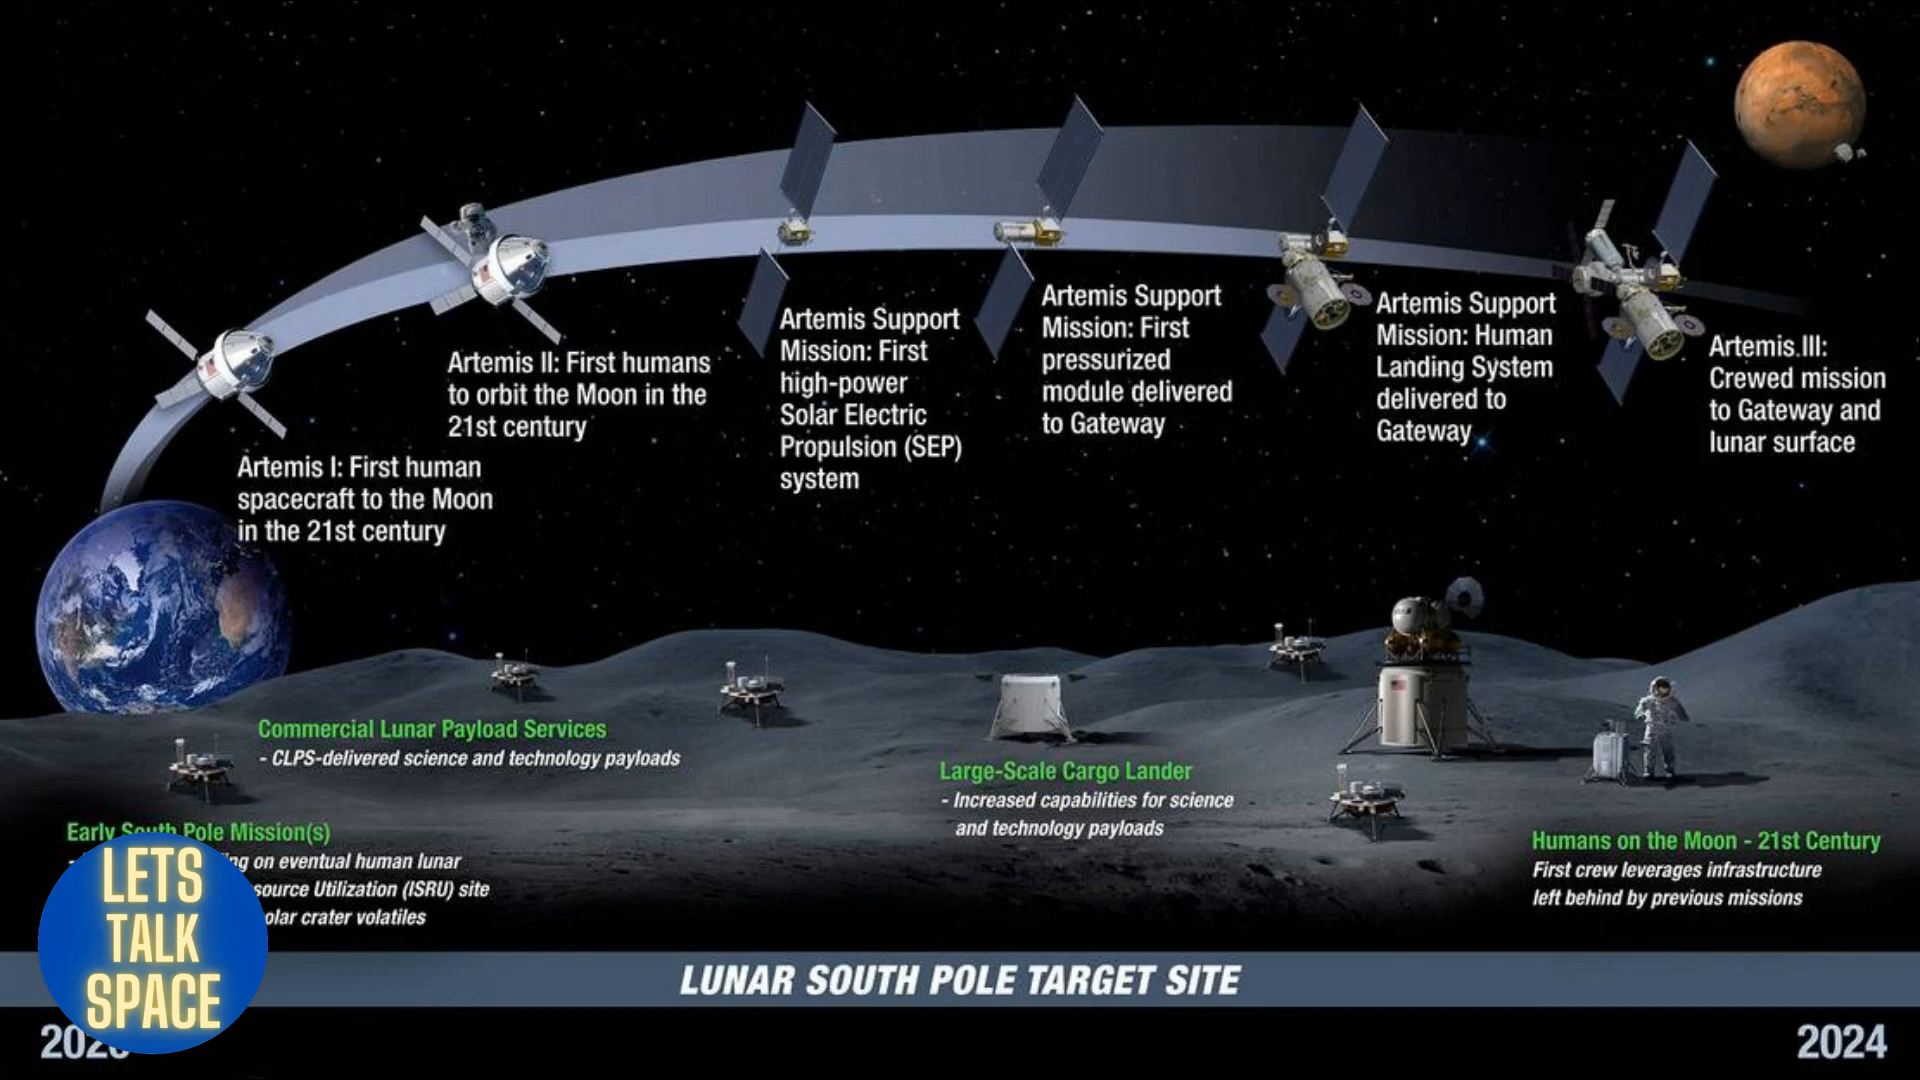 Artemis I: First human
spacecraft to the Moon
in the 21st century
Artemis II: First humans
to orbit the Moon in the
21st century
Artemis Support
Mission: First
high-power
Solar Electric
Propulsion (SEP)
system
Artemis Support
Mission: First
pressurized
module delivered
to Gateway
Artemis Support
Mission: Human
Landing System
delivered to
Gateway
Artemis III:
Crewed mission
to Gateway and
lunar surface
Commercial Lunar Payload Services
- CLPS-delivered science and technology payloads
Early South Pole Mission(s)
on eventual human lunar
Utilization (ISRU) site
crater volatiles
Large-Scale Cargo Lander
- Increased capabilities for science
and technology payloads
Humans on the Moon - 21st Century
First crew leverages infrastructure
left behind by previous missions
LETS
TALK
SPACE
LUNAR SOUTH POLE TARGET SITE
2024